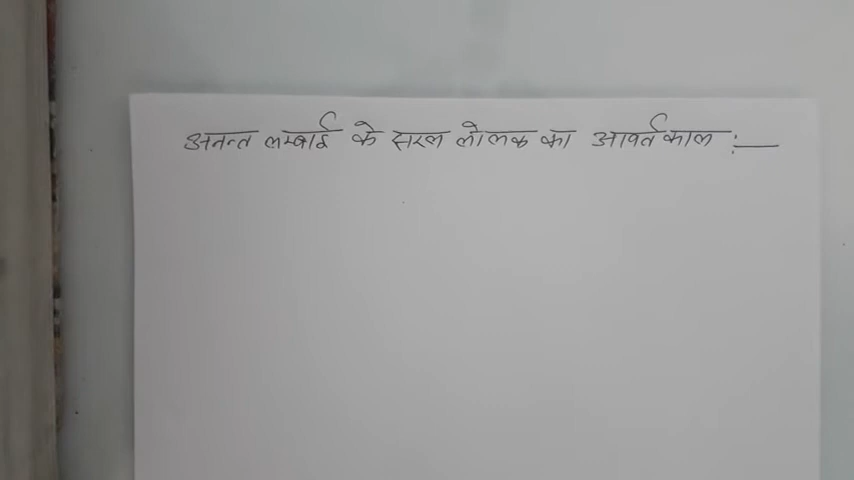 अनन्त लम्बाई के सरल लोलक का आवर्तकाल :—